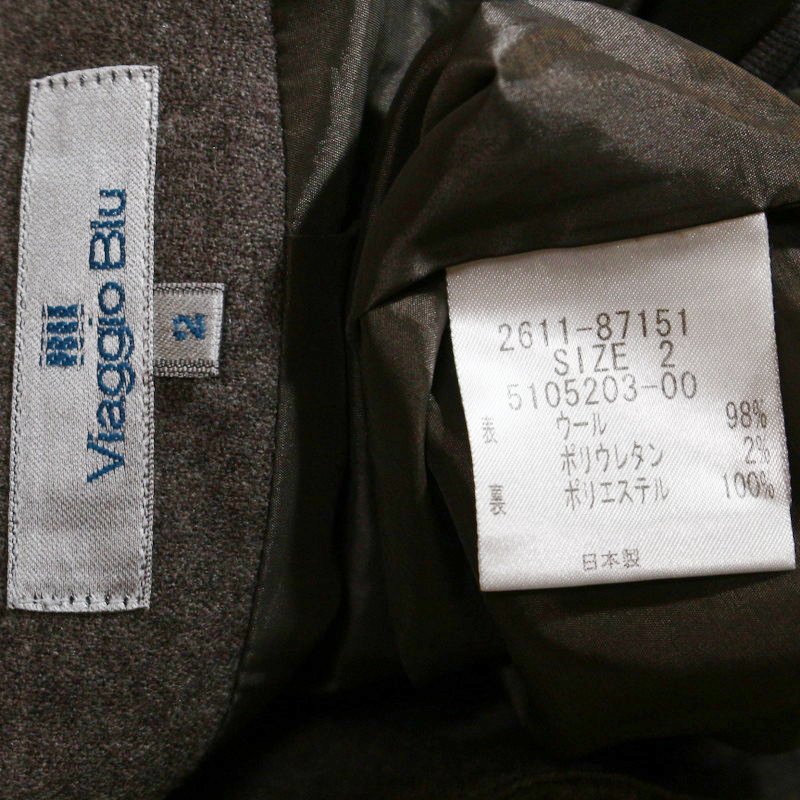 Viaggio Blu
2
2611-87151
SIZE 2
5105203-00
表 ウール 98%
ポリウレタン 2%
裏 ポリエステル 100%
日本製